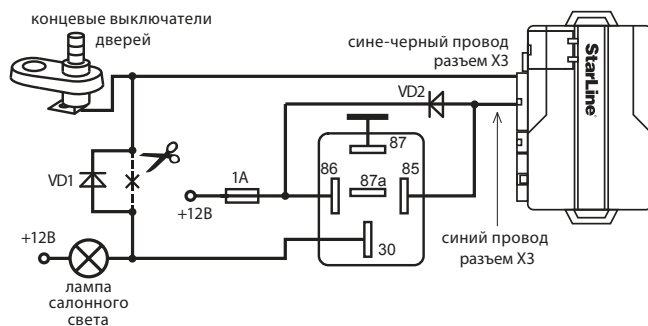 концевые выключатели
дверей
сине-черный провод
разъем Х3
StarLine
VD2
87
1А
86
87a
85
VD1
+12В
+12В
30
синий провод
разъем Х3
лампа
салонного
света